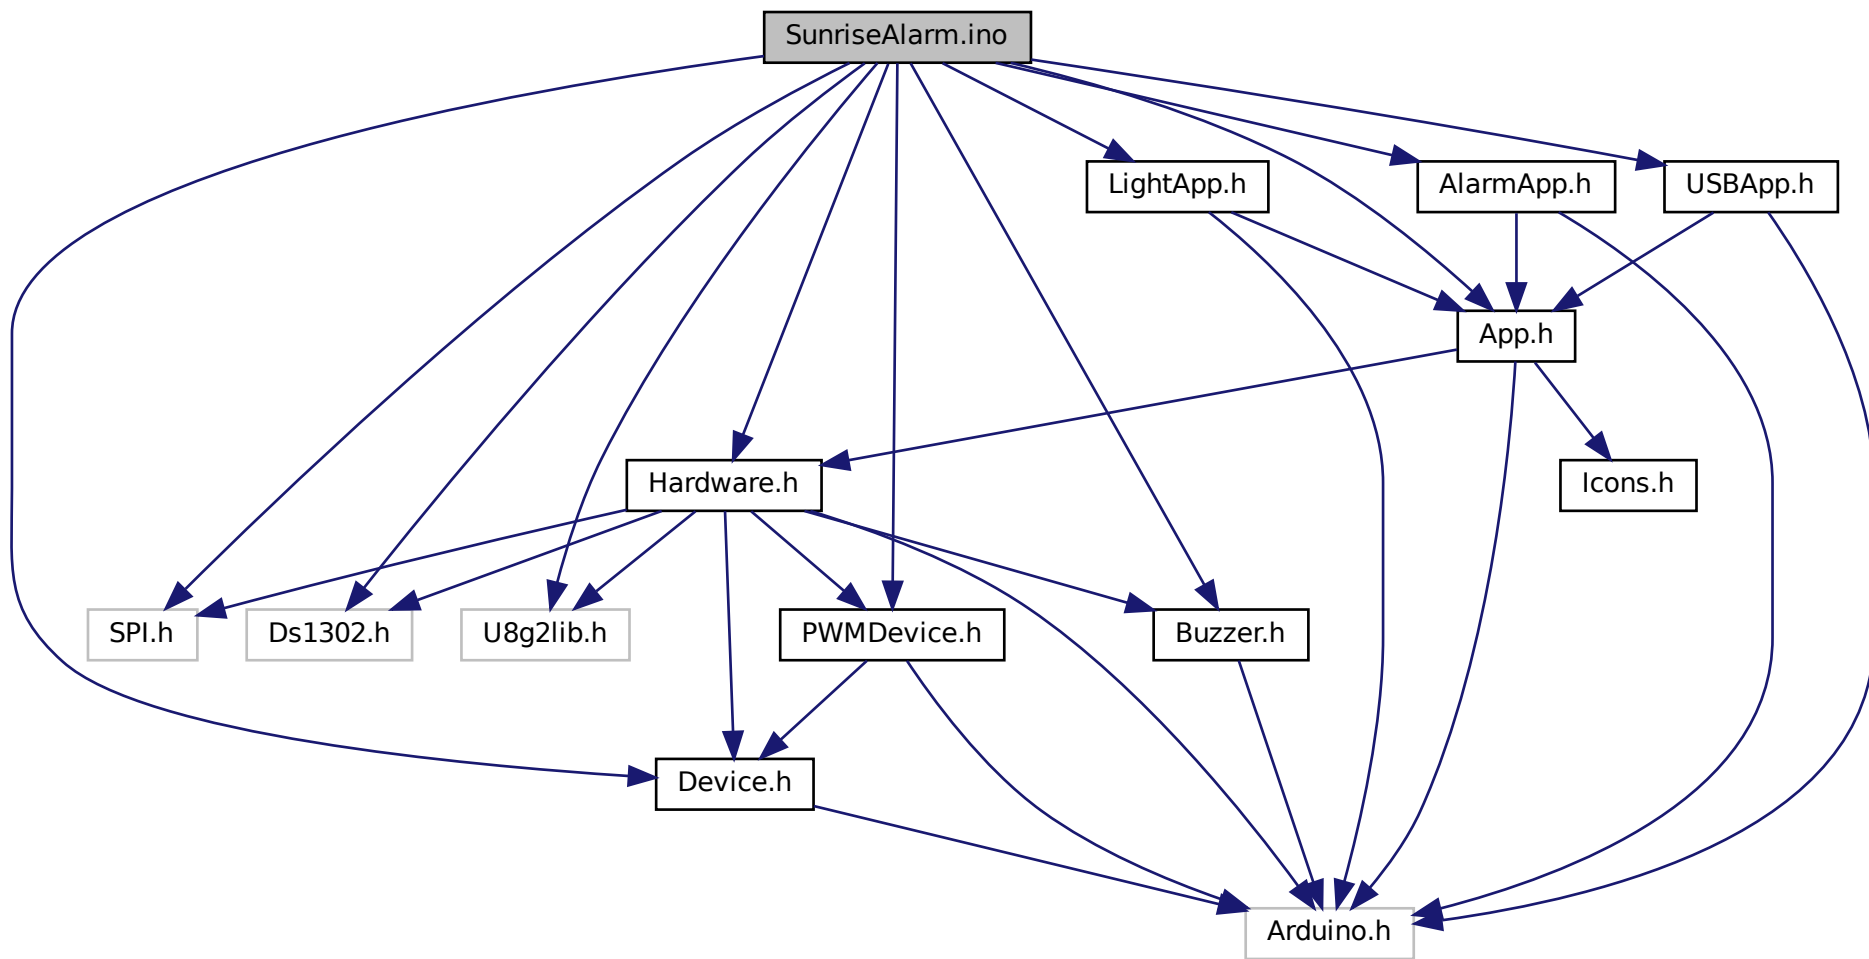 SunriseAlarm.ino
LightApp.h
AlarmApp.h
USBApp.h
App.h
Hardware.h
Icons.h
SPI.h
Ds1302.h
U8g2lib.h
PWMDevice.h
Buzzer.h
Device.h
Arduino.h